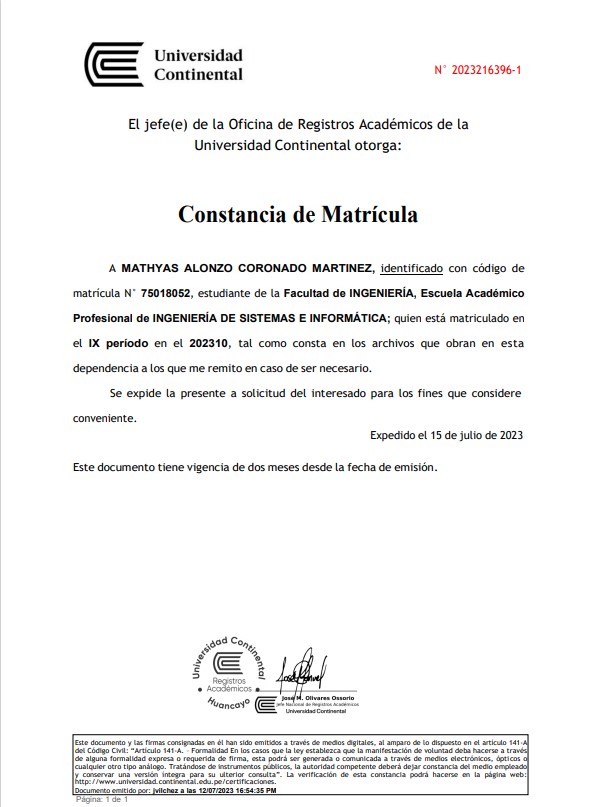 Universidad
Continental
N° 2023216396-1
El jefe(e) de la Oficina de Registros Académicos de la
Universidad Continental otorga:
Constancia de Matrícula
A MATHYAS ALONZO CORONADO MARTINEZ, identificado con código de
matrícula N° 75018052, estudiante de la Facultad de INGENIERÍA, Escuela Académico
Profesional de INGENIERÍA DE SISTEMAS E INFORMÁTICA; quien está matriculado en
el IX período en el 202310, tal como consta en los archivos que obran en esta
dependencia a los que me remito en caso de ser necesario.
Se expide la presente a solicitud del interesado para los fines que considere
conveniente.
Expedido el 15 de julio de 2023
Este documento tiene vigencia de dos meses desde la fecha de emisión.
Universidad Continental
Registros
Académicos
Huancayo
José M. Olivares Ossorio
Jefe Nacional de Registros Académicos
Universidad Continental
Este documento y las firmas consignadas en él han sido emitidos a través de medios digitales, al amparo de lo dispuesto en el artículo 141-A
del Código Civil: “Artículo 141-A. - Formalidad En los casos que la ley establezca que la manifestación de voluntad deba hacerse a través
de alguna formalidad expresa o requerida de firma, esta podrá ser generada o comunicada a través de medios electrónicos, ópticos o
cualquier otro tipo análogo. Tratándose de instrumentos públicos, la autoridad competente deberá dejar constancia del medio empleado
y conservar una versión íntegra para su ulterior consulta”. La verificación de esta constancia podrá hacerse en la página web:
http://www.universidad.continental.edu.pe/certificaciones.
Documento emitido por: jvilchez a las 12/07/2023 16:54:35 PM
Página: 1 de 1